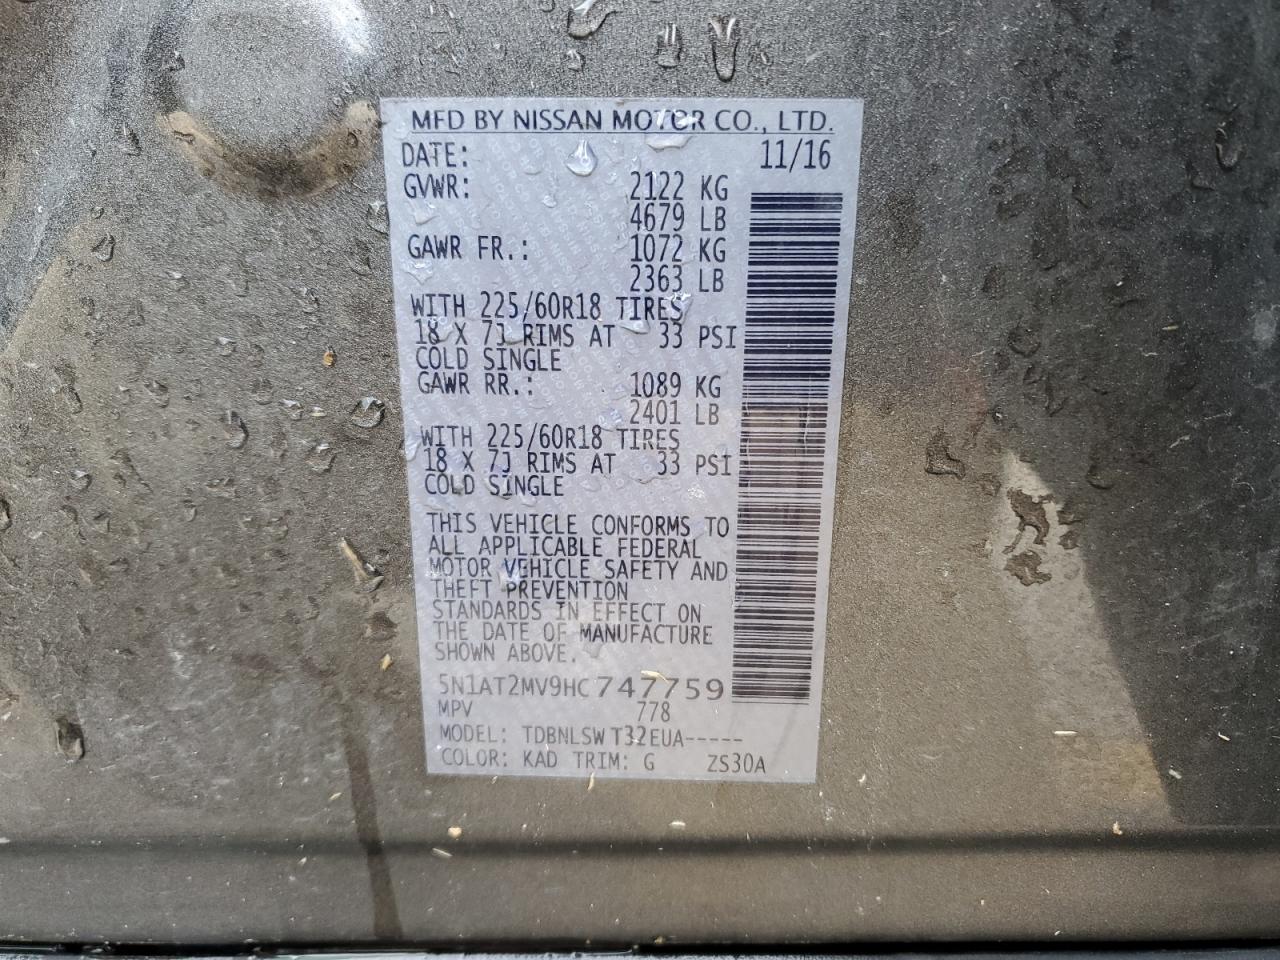 MFD BY NISSAN MOTOR CO., LTD.
DATE: 11/16
GVWR: 2122 KG
4679 LB
GAWR FR.: 1072 KG
2363 LB
WITH 225/60R18 TIRES
18 X 7J RIMS AT 33 PSI
COLD SINGLE
GAWR RR.: 1089 KG
2401 LB
WITH 225/60R18 TIRES
18 X 7J RIMS AT 33 PSI
COLD SINGLE
THIS VEHICLE CONFORMS TO
ALL APPLICABLE FEDERAL
MOTOR VEHICLE SAFETY AND
THEFT PREVENTION
STANDARDS IN EFFECT ON
THE DATE OF MANUFACTURE
SHOWN ABOVE.
5N1AT2MV9HC747759
MPV 778
MODEL: TDBNLSWT32EUA-----
COLOR: KAD TRIM: G ZS30A